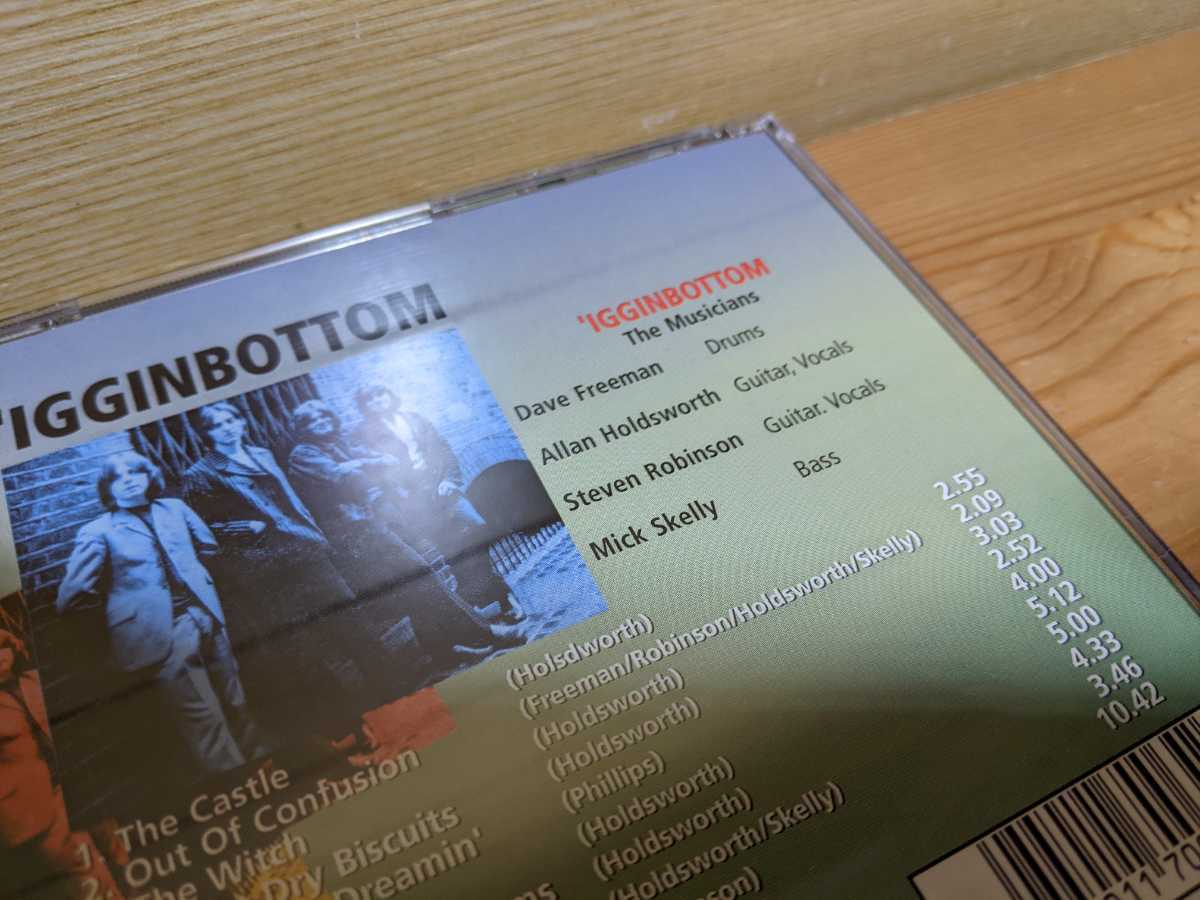 'IGGINBOTTOM
'IGGINBOTTOM
The Musicians
Dave Freeman Drums
Allan Holdsworth Guitar, Vocals
Steven Robinson Guitar. Vocals
Mick Skelly Bass
1. The Castle (Holsdworth) 2.55
2. Out Of Confusion (Freeman/Robinson/Holdsworth/Skelly) 2.09
The Witch (Holdsworth) 3.03
Dry Biscuits (Holdsworth) 2.52
Dreamin' (Phillips) 4.00
(Holdsworth) 5.12
(Holdsworth) 5.00
(Holdsworth/Skelly) 4.33
3.46
10.42